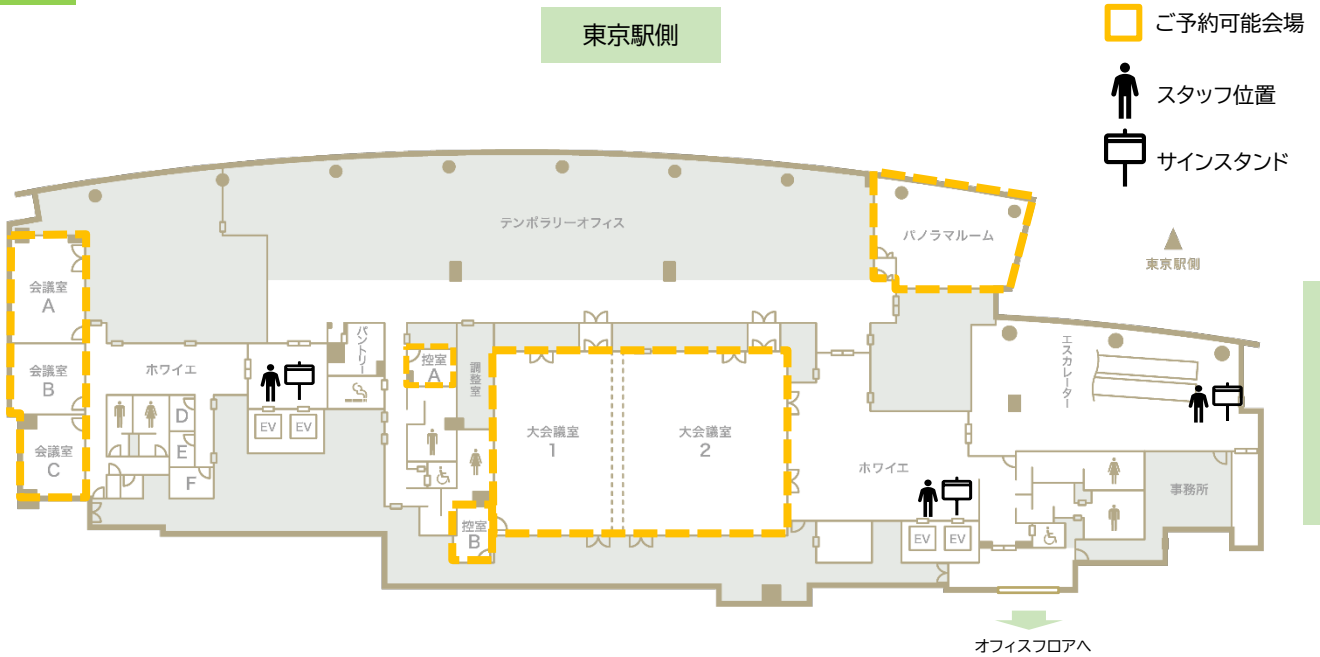 東京駅側
ご予約可能会場
スタッフ位置
サインスタンド
東京駅側
テンポラリーオフィス
パノラマルーム
会議室
A
会議室
B
会議室
C
ホワイエ
D
E
F
EV
EV
パントリー
控室
A
調整室
控室
B
大会議室
1
大会議室
2
ホワイエ
EV
EV
エスカレーター
事務所
オフィスフロアへ